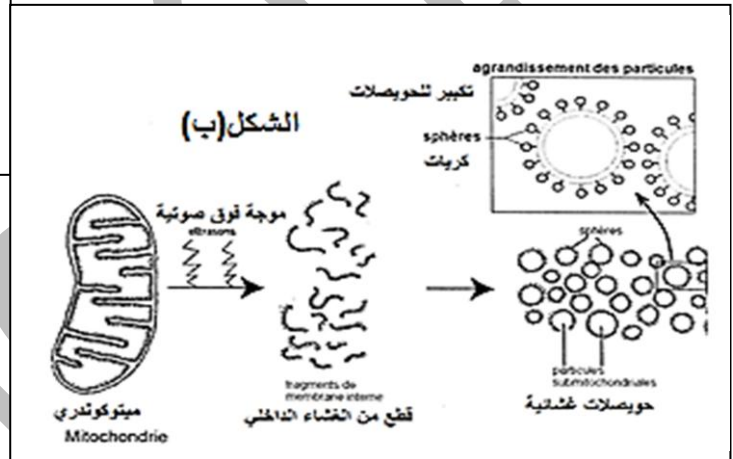 agrandissement des particules
تكبير للحويصلات
الشكل(ب)
sphères
كريات
موجة فوق صوتية
ultrasons
sphères
particules
submitochondriales
حويصلات غشائية
fragments de
membrane interne
قطع من الغشاء الداخلي
ميتوكوندري
Mitochondrie